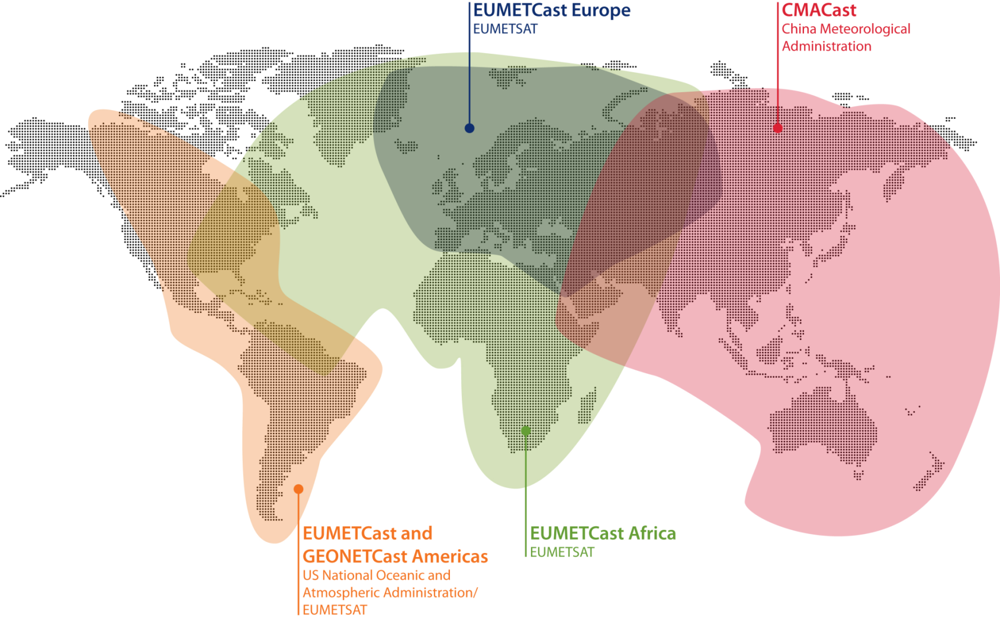 EUMETCast Europe
EUMETSAT
CMACast
China Meteorological
Administration
EUMETCast and
GEONETCast Americas
US National Oceanic and
Atmospheric Administration/
EUMETSAT
EUMETCast Africa
EUMETSAT